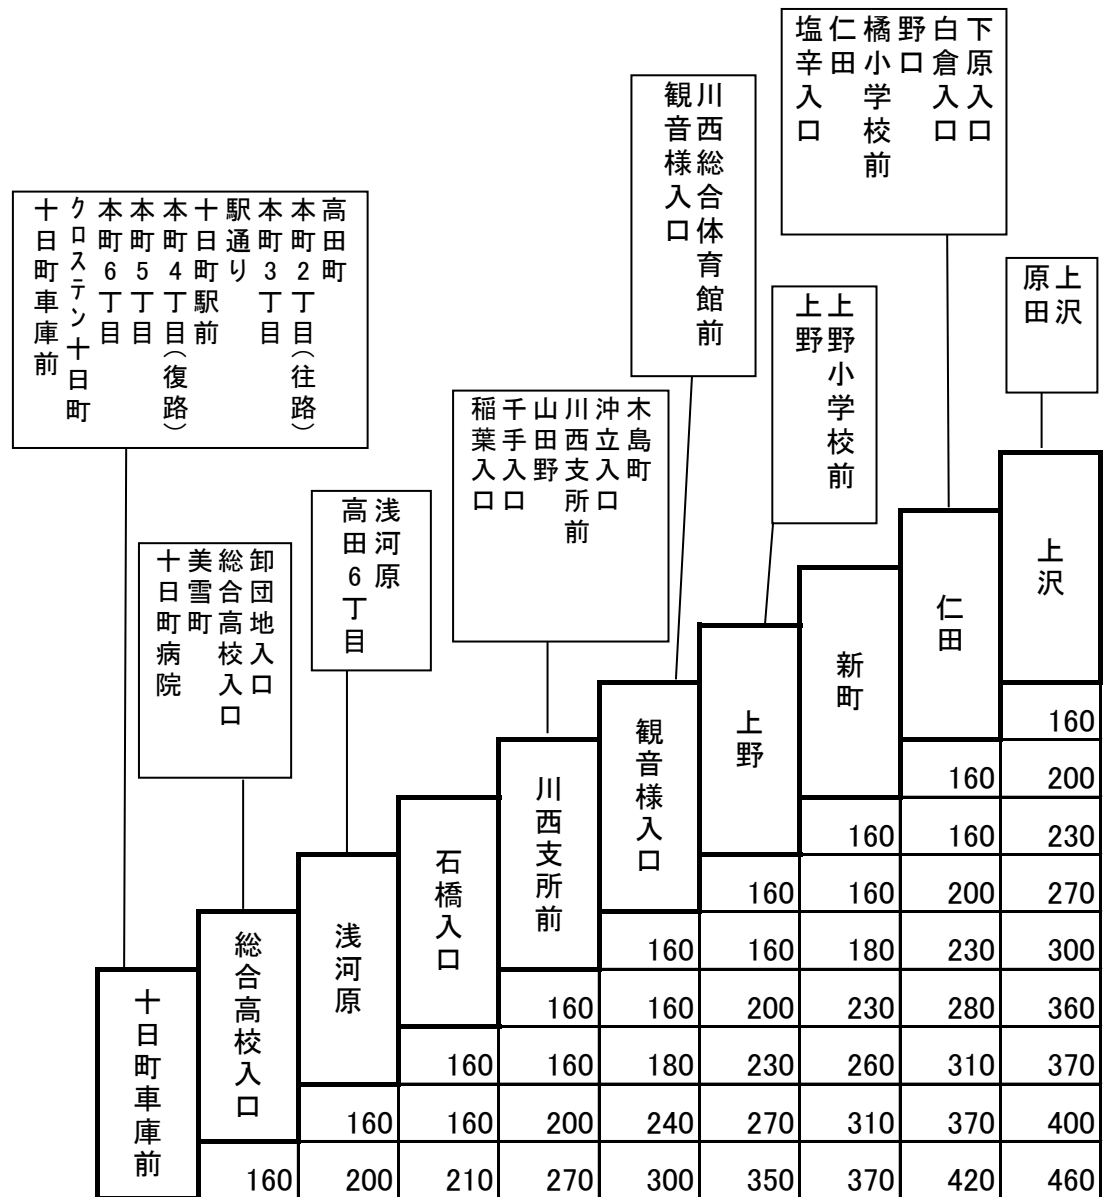 下原入口
白倉入口
野口
橘小学校前
仁田
塩辛入口
川西総合体育館前
観音様入口
高田町
本町2丁目(往路)
本町3丁目
駅通り
十日町駅前
本町4丁目(復路)
本町5丁目
本町6丁目
クロステン十日町
十日町車庫前
上沢
原田
上野小学校前
上野
木島町
沖立入口
川西支所前
山田野
千手入口
稲葉入口
浅河原
高田6丁目
卸団地入口
総合高校入口
美雪町
十日町病院
上沢
仁田
新町
上野
観音様入口
川西支所前
石橋入口
浅河原
総合高校入口
十日町車庫前
160
160 200
160 160 230
160 160 200 270
160 160 180 230 300
160 160 200 230 280 360
160 160 180 230 260 310 370
160 160 200 240 270 310 370 400
160 200 210 270 300 350 370 420 460